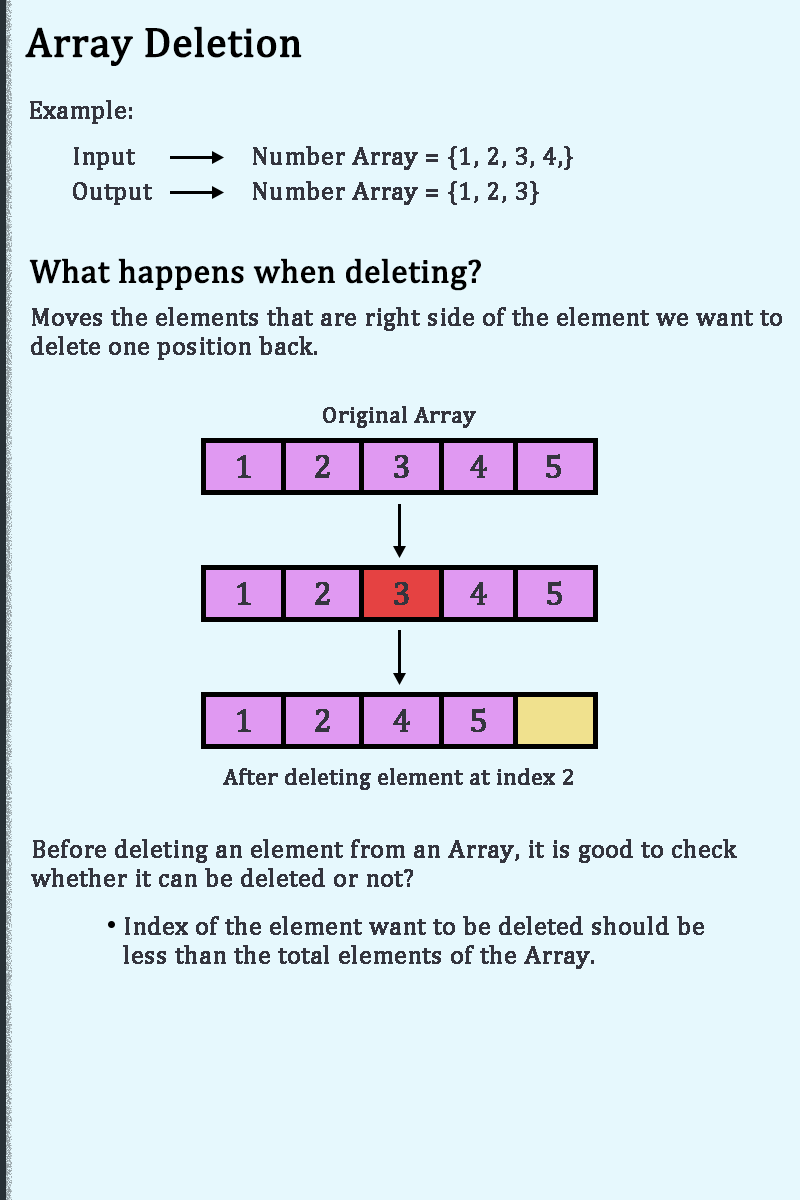 Array Deletion
Example:
Input Number Array = {1, 2, 3, 4,}
Output Number Array = {1, 2, 3}
What happens when deleting?
Moves the elements that are right side of the element we want to
delete one position back.
Original Array
1 2 3 4 5
1 2 3 4 5
1 2 4 5
After deleting element at index 2
Before deleting an element from an Array, it is good to check
whether it can be deleted or not?
• Index of the element want to be deleted should be
less than the total elements of the Array.